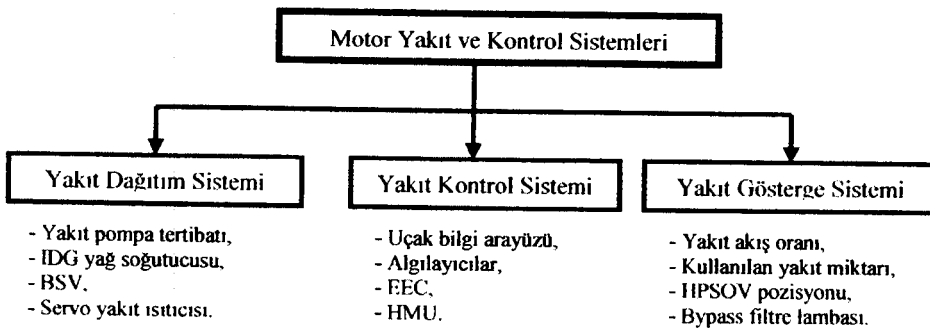 Motor Yakıt ve Kontrol Sistemleri
Yakıt Dağıtım Sistemi
- Yakıt pompa tertibatı,
- IDG yağ soğutucusu,
- BSV,
- Servo yakıt ısıtıcısı.
Yakıt Kontrol Sistemi
- Uçak bilgi arayüzü,
- Algılayıcılar,
- EEC,
- HMU.
Yakıt Gösterge Sistemi
- Yakıt akış oranı,
- Kullanılan yakıt miktarı,
- HPSOV pozisyonu,
- Bypass filtre lambası.